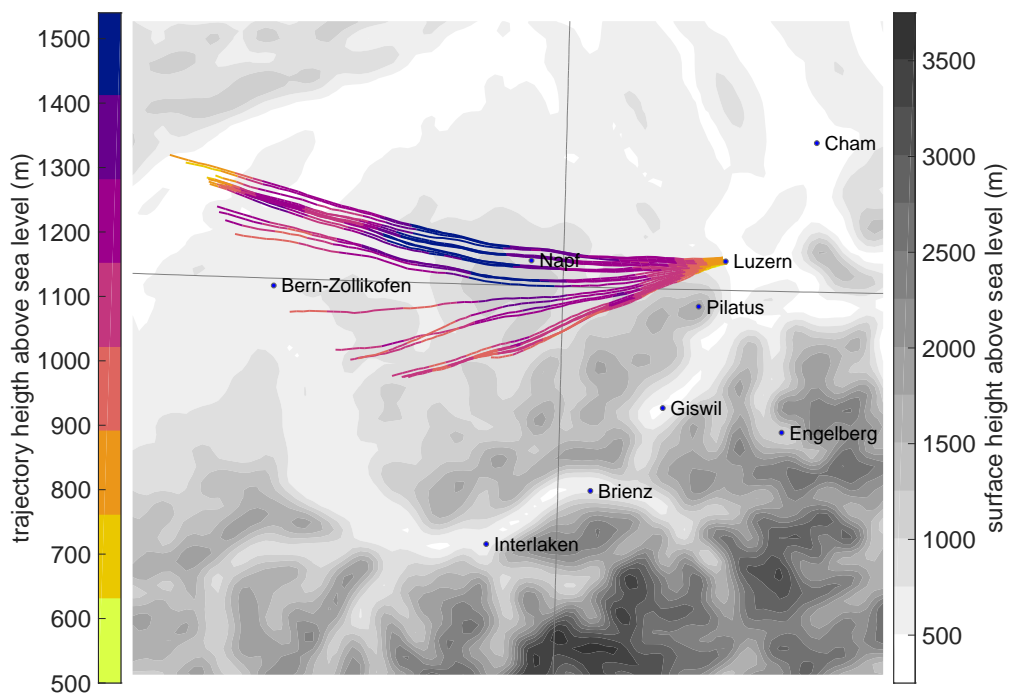 trajectory heigth above sea level (m)
1500
1400
1300
1200
1100
1000
900
800
700
600
500
Cham
Napf
Luzern
Bern-Zollikofen
Pilatus
Giswil
Engelberg
Brienz
Interlaken
3500
3000
2500
2000
1500
1000
500
surface height above sea level (m)